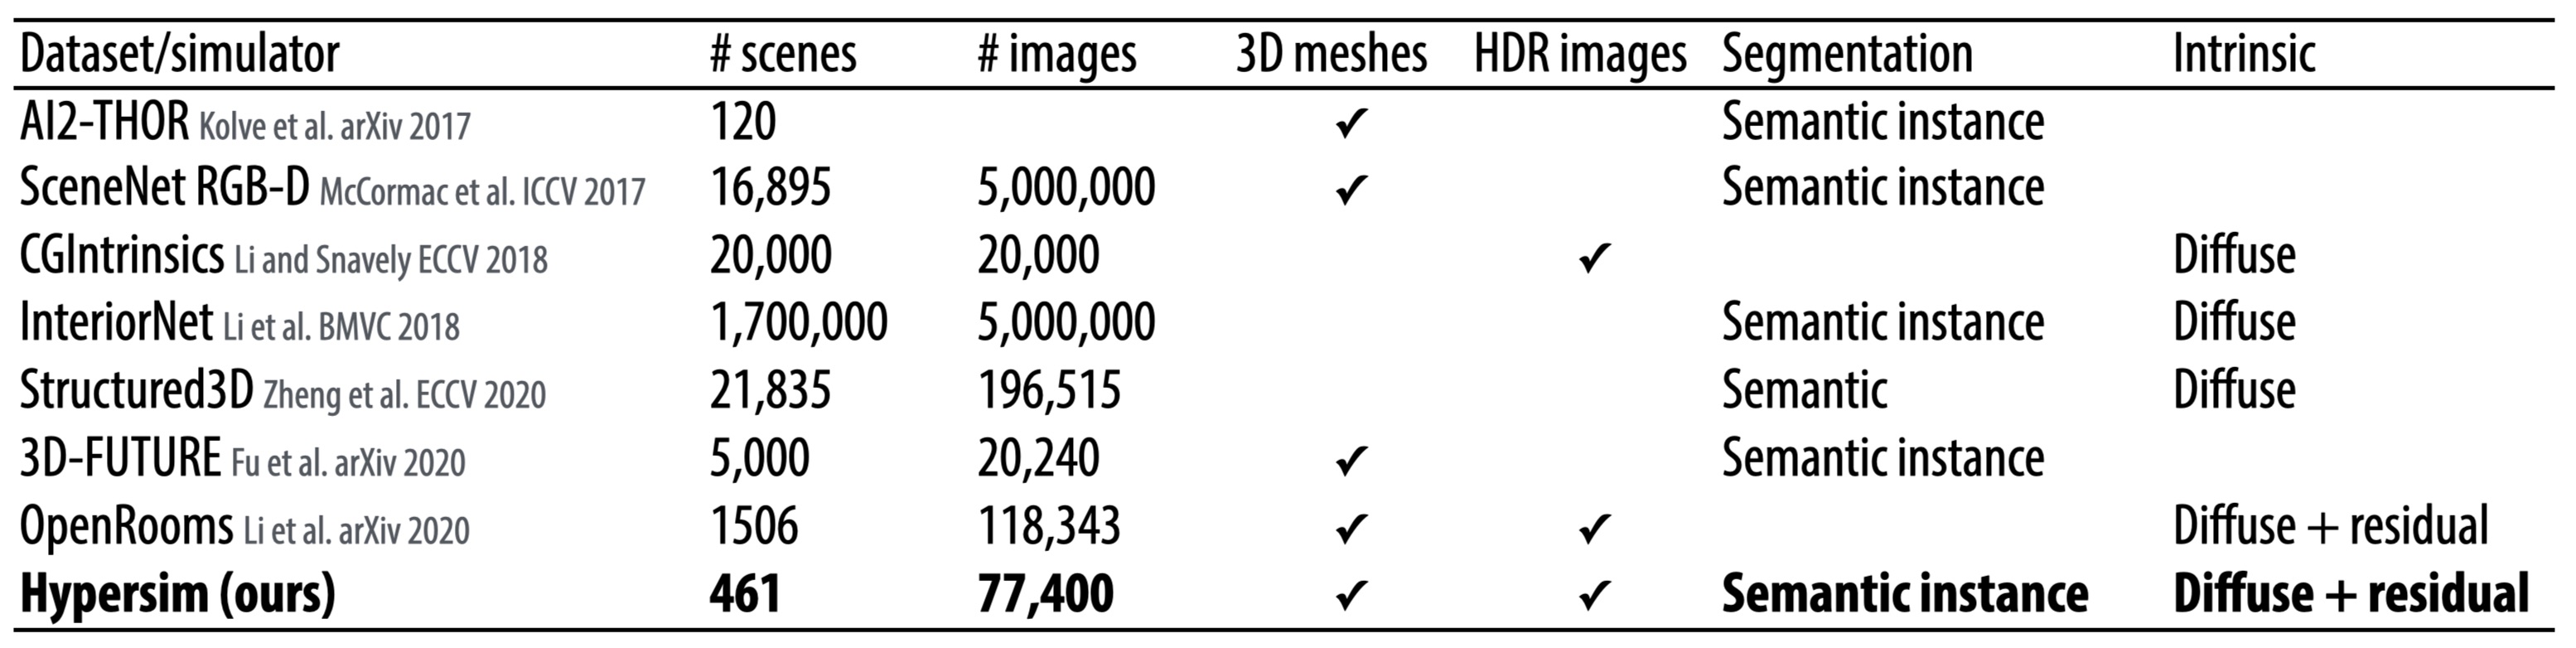 Dataset/simulator # scenes # images 3D meshes HDR images Segmentation Intrinsic
AI2-THOR Kolve et al. arXiv 2017 120 ✓ Semantic instance
SceneNet RGB-D McCormac et al. ICCV 2017 16,895 5,000,000 ✓ Semantic instance
CGIntrinsics Li and Snavely ECCV 2018 20,000 20,000 ✓ Diffuse
InteriorNet Li et al. BMVC 2018 1,700,000 5,000,000 Semantic instance Diffuse
Structured3D Zheng et al. ECCV 2020 21,835 196,515 Semantic Diffuse
3D-FUTURE Fu et al. arXiv 2020 5,000 20,240 ✓ Semantic instance
OpenRooms Li et al. arXiv 2020 1506 118,343 ✓ ✓ Diffuse + residual
Hypersim (ours) 461 77,400 ✓ ✓ Semantic instance Diffuse + residual